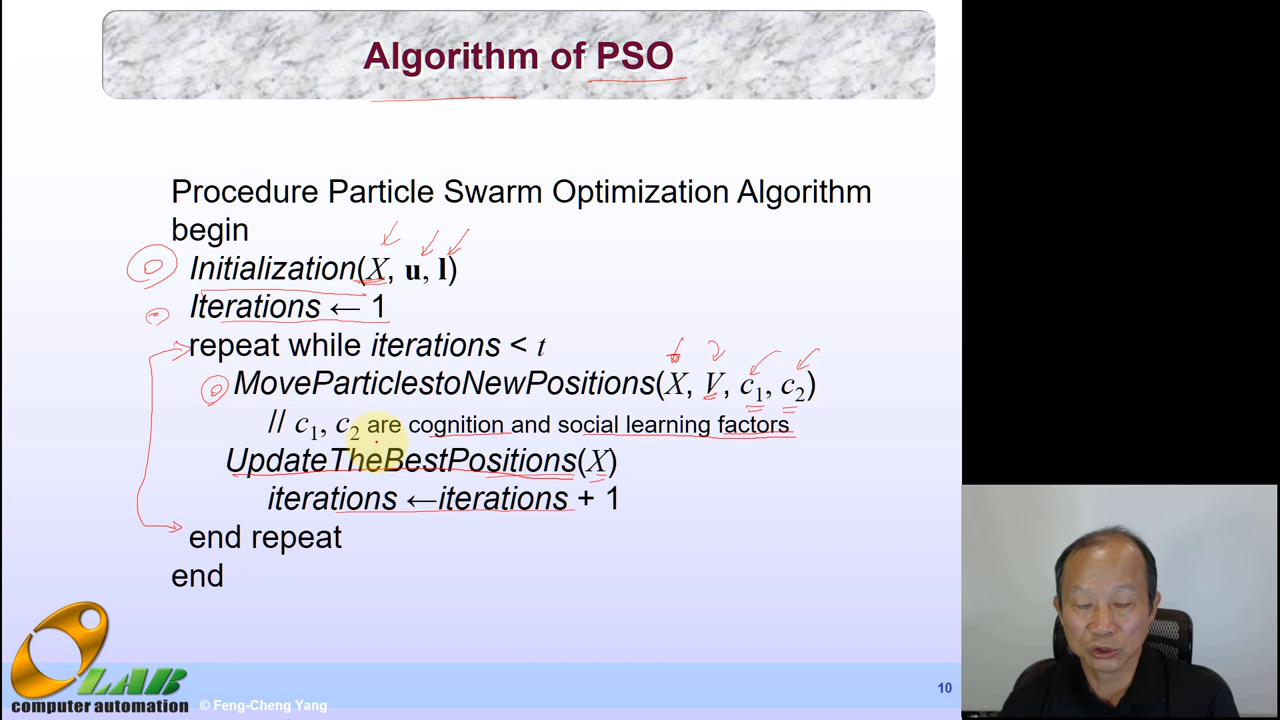 Algorithm of PSO
Procedure Particle Swarm Optimization Algorithm
begin
Initialization(X, u, l)
Iterations ← 1
repeat while iterations < t
MoveParticlestoNewPositions(X, V, c₁, c₂)
// c₁, c₂ are cognition and social learning factors
UpdateTheBestPositions(X)
iterations ←iterations + 1
end repeat
end
LAB
computer automation
© Feng-Cheng Yang
10